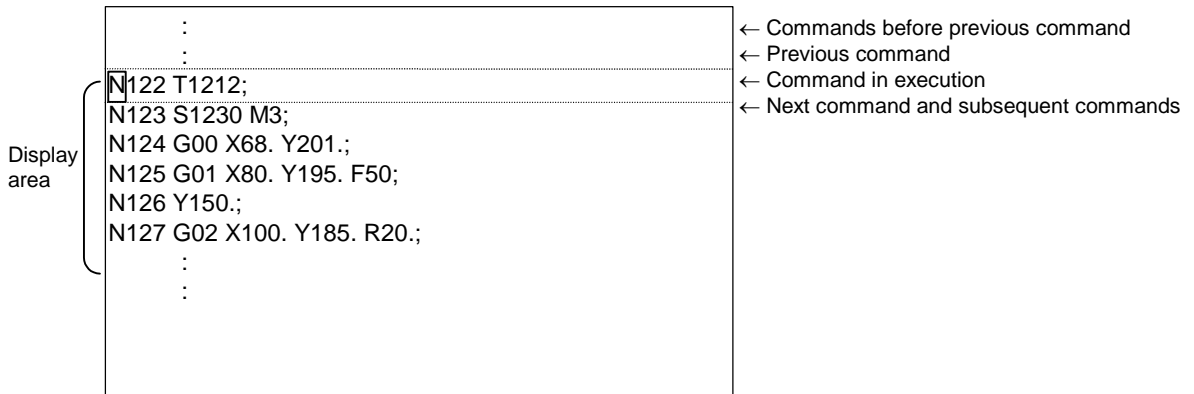 :
← Commands before previous command
:
← Previous command
N122 T1212;
← Command in execution
N123 S1230 M3;
← Next command and subsequent commands
N124 G00 X68. Y201.;
Display
area
N125 G01 X80. Y195. F50;
N126 Y150.;
N127 G02 X100. Y185. R20.;
:
: